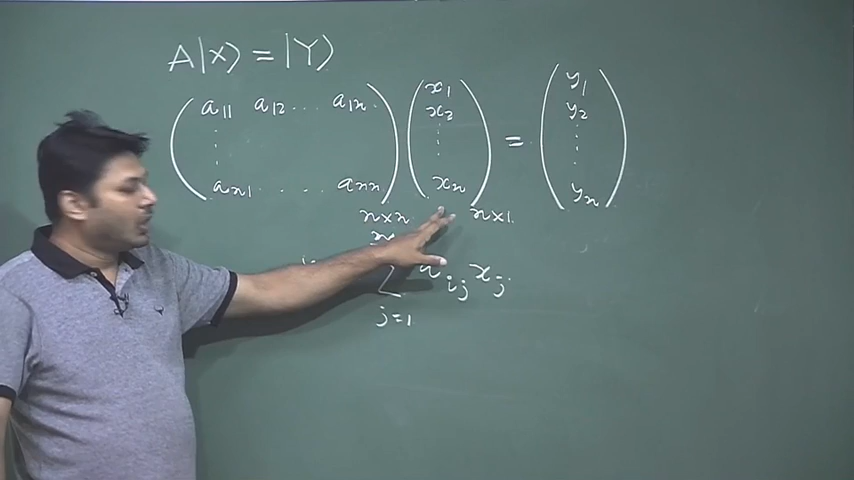 A|X⟩ = |Y⟩
a11 a12 ... a1n x1 y1
⋮ x2 = y2
⋮ ⋮
an1 .... ann xn yn
n×n n×1
Σ aij xj
j=1